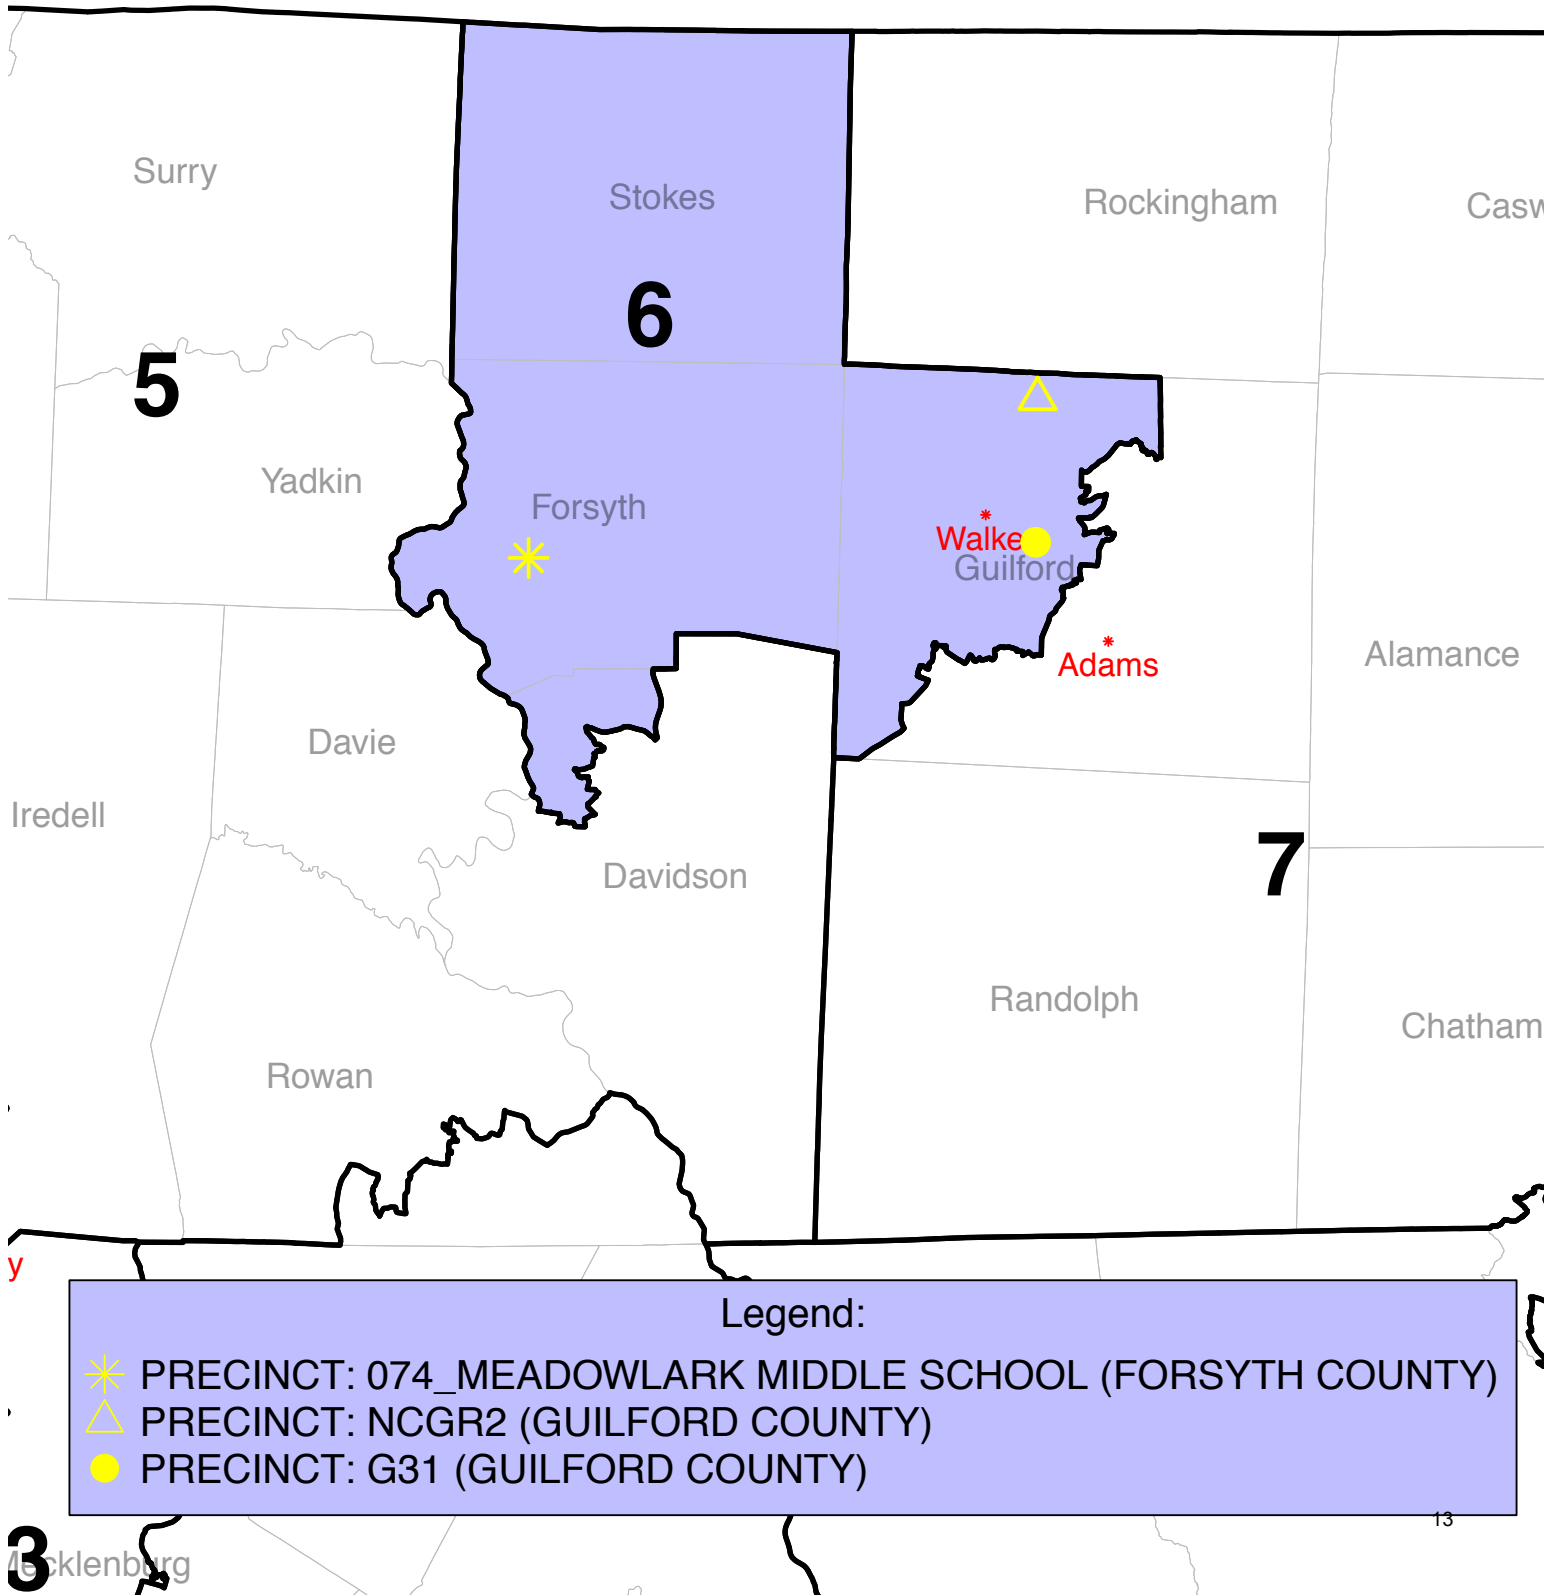 Surry
Stokes
Rockingham
Casw
6
5
Yadkin
Forsyth
Walke
Guilford
Adams
Alamance
Davie
Iredell
7
Davidson
Randolph
Chatham
Rowan
y
Legend:
PRECINCT: 074_MEADOWLARK MIDDLE SCHOOL (FORSYTH COUNTY)
PRECINCT: NCGR2 (GUILFORD COUNTY)
PRECINCT: G31 (GUILFORD COUNTY)
13
3
Mecklenburg